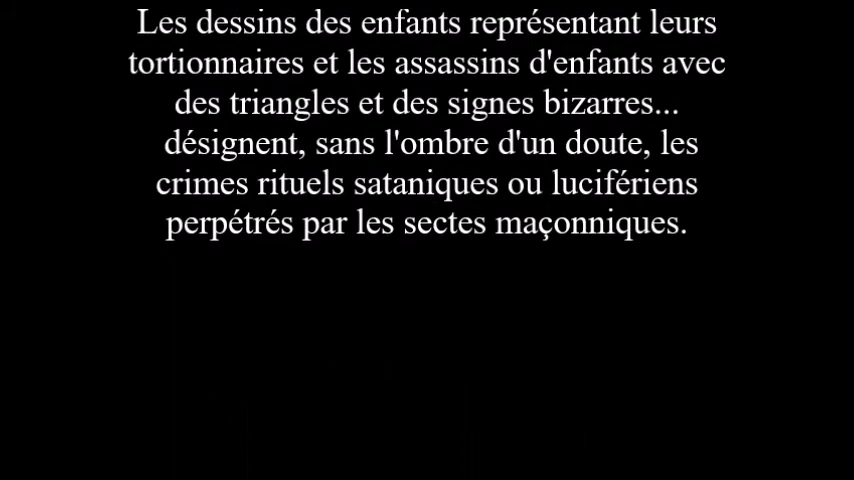 Les dessins des enfants représentant leurs
tortionnaires et les assassins d'enfants avec
des triangles et des signes bizarres...
désignent, sans l'ombre d'un doute, les
crimes rituels sataniques ou lucifériens
perpétrés par les sectes maçonniques.